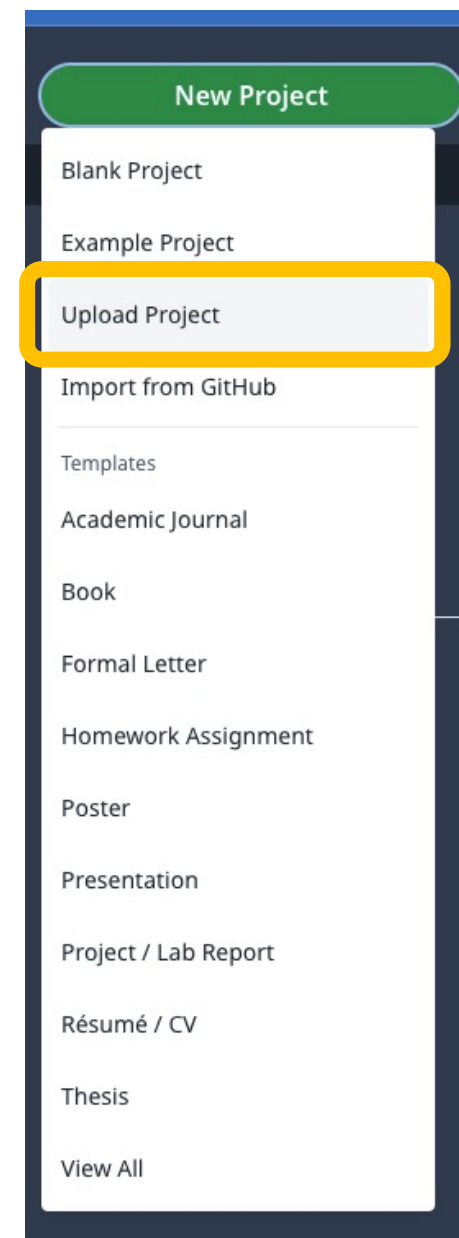 New Project
Blank Project
Example Project
Upload Project
Import from GitHub
Templates
Academic Journal
Book
Formal Letter
Homework Assignment
Poster
Presentation
Project / Lab Report
Résumé / CV
Thesis
View All